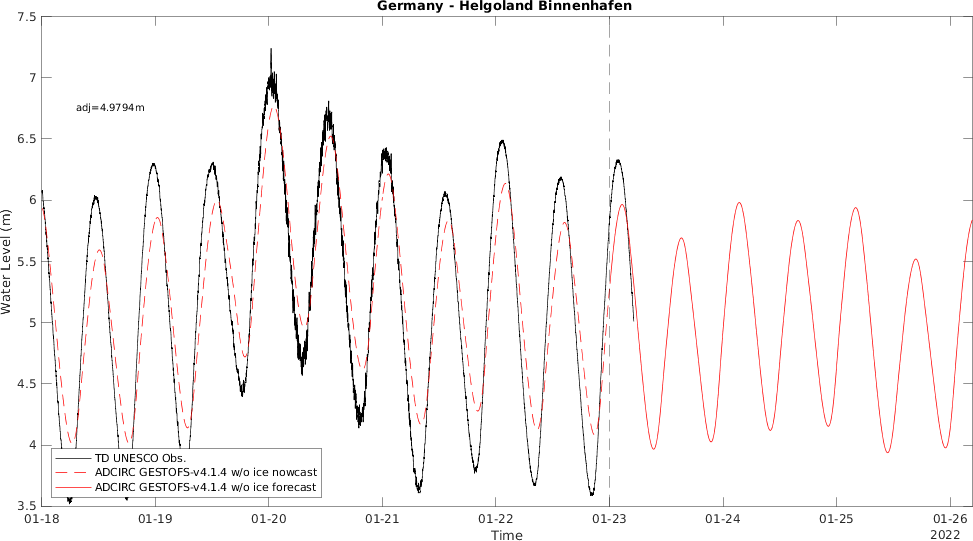 Germany - Helgoland Binnenhafen
7.5
7
6.5
6
5.5
5
4.5
4
3.5
Water Level (m)
adj=4.9794m
TD UNESCO Obs.
ADCIRC GESTOFS-v4.1.4 w/o ice nowcast
ADCIRC GESTOFS-v4.1.4 w/o ice forecast
01-18 01-19 01-20 01-21 01-22 01-23 01-24 01-25 01-26
Time
2022